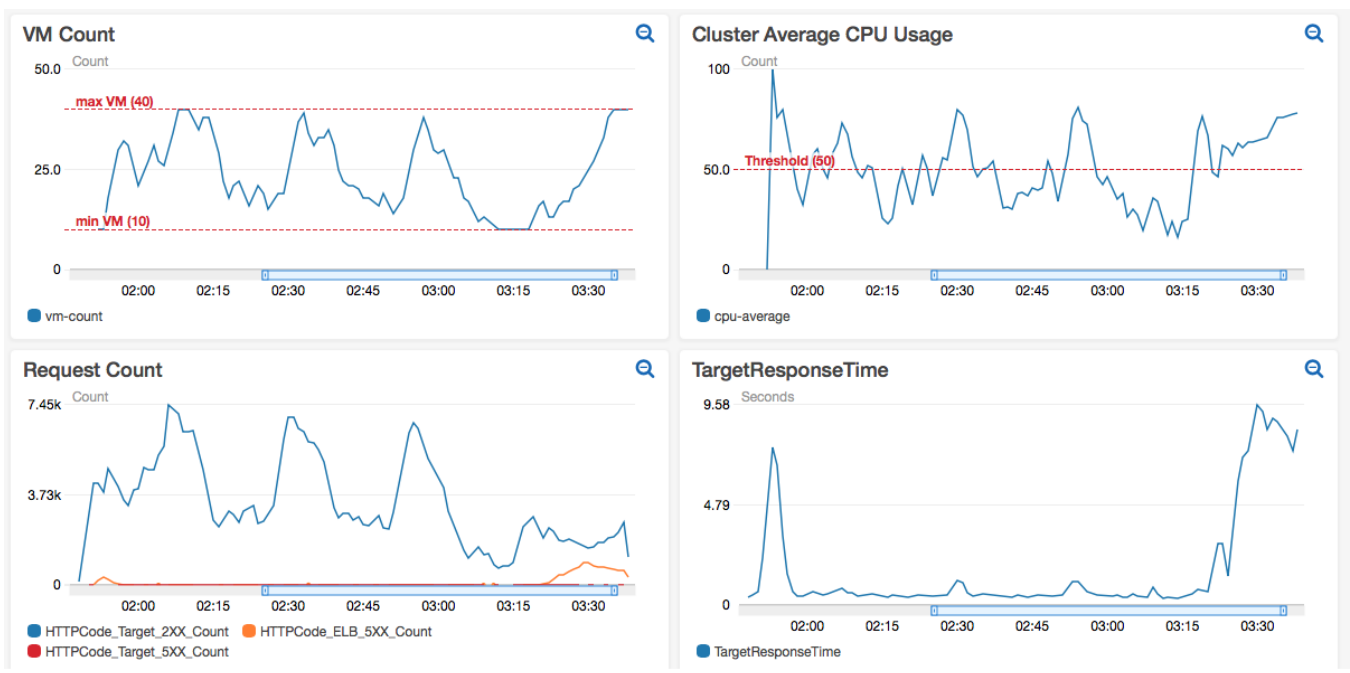 VM Count
Count
50.0
max VM (40)
25.0
min VM (10)
0
02:00 02:15 02:30 02:45 03:00 03:15 03:30
vm-count
Cluster Average CPU Usage
Count
100
Threshold (50)
50.0
0
02:00 02:15 02:30 02:45 03:00 03:15 03:30
cpu-average
Request Count
Count
7.45k
3.73k
0
02:00 02:15 02:30 02:45 03:00 03:15 03:30
HTTPCode_Target_2XX_Count HTTPCode_ELB_5XX_Count
HTTPCode_Target_5XX_Count
TargetResponseTime
Seconds
9.58
4.79
0
02:00 02:15 02:30 02:45 03:00 03:15 03:30
TargetResponseTime